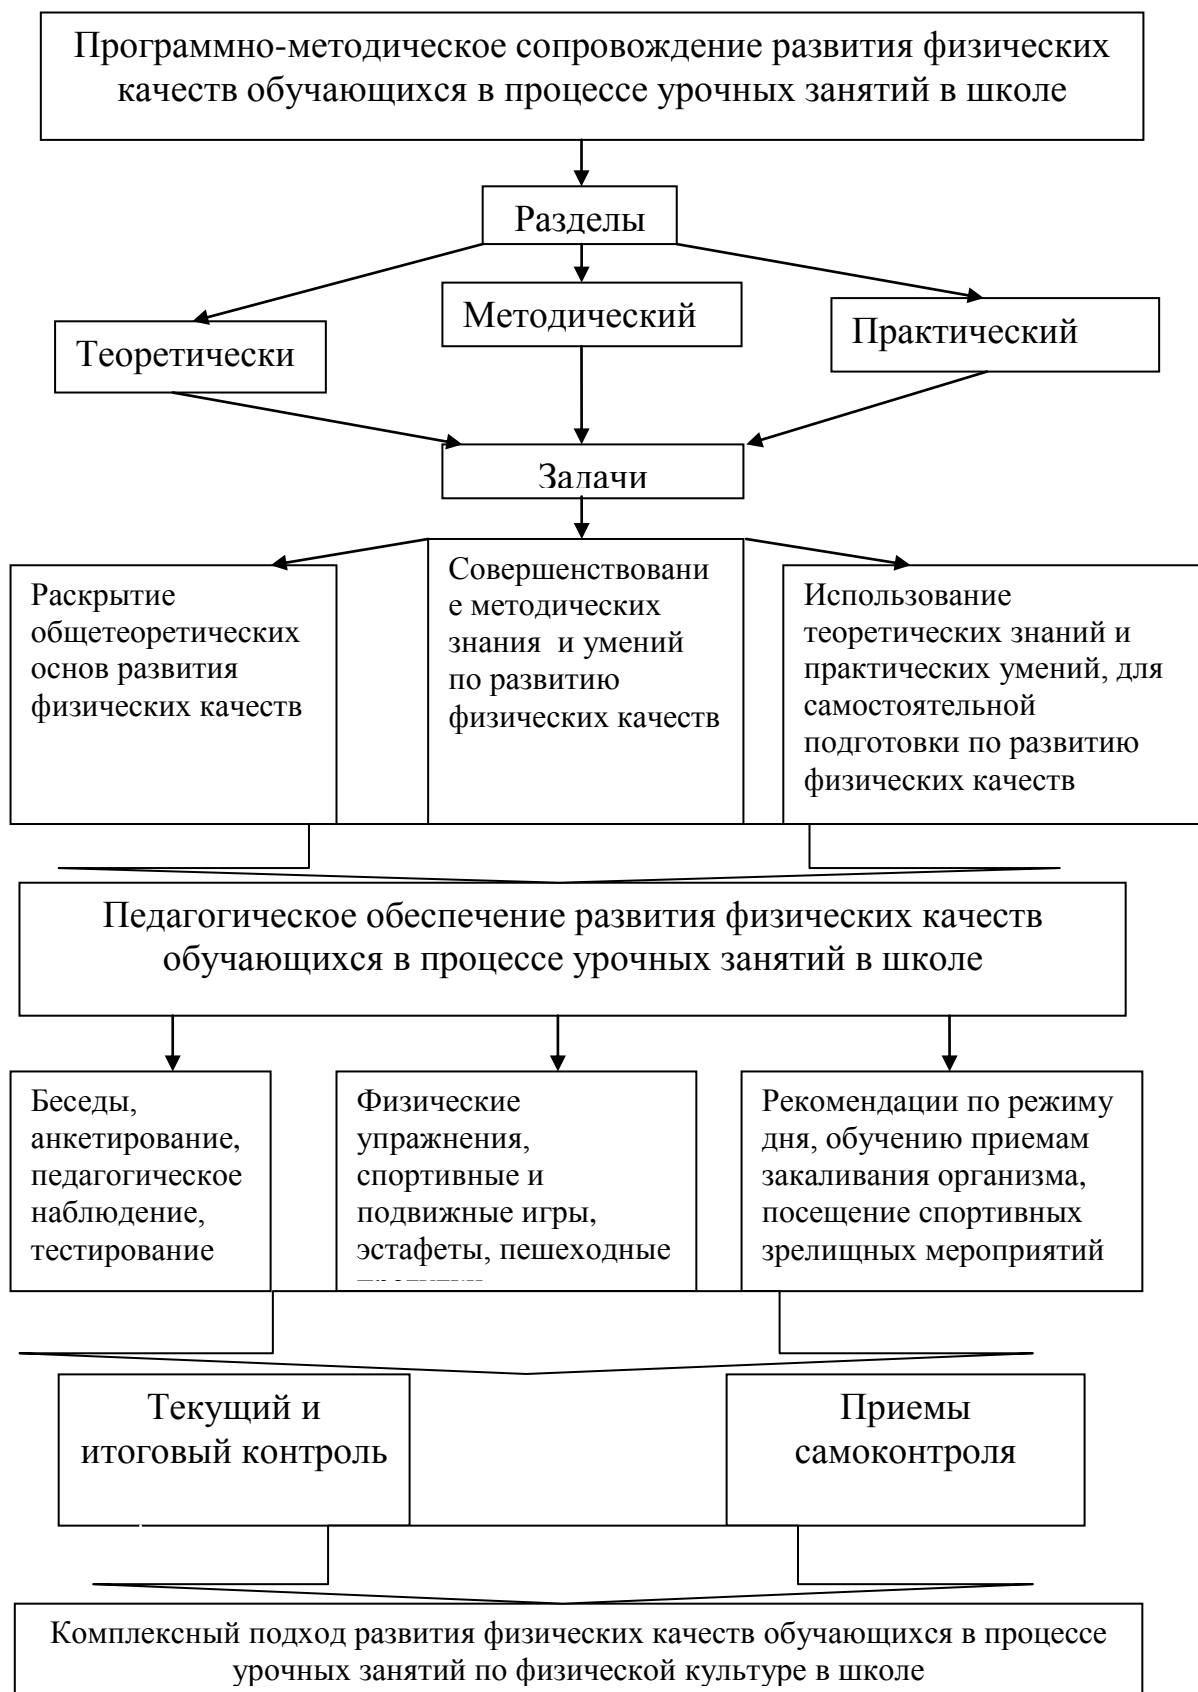 Программно-методическое сопровождение развития физических
качеств обучающихся в процессе урочных занятий в школе
Разделы
Теоретически
Методический
Практический
Задачи
Раскрытие
общетеоретических
основ развития
физических качеств
Совершенствовани
е методических
знания и умений
по развитию
физических качеств
Использование
теоретических знаний и
практических умений, для
самостоятельной
подготовки по развитию
физических качеств
Педагогическое обеспечение развития физических качеств
обучающихся в процессе урочных занятий в школе
Беседы,
анкетирование,
педагогическое
наблюдение,
тестирование
Физические
упражнения,
спортивные и
подвижные игры,
эстафеты, пешеходные
Рекомендации по режиму
дня, обучению приемам
закаливания организма,
посещение спортивных
зрелищных мероприятий
Текущий и
итоговый контроль
Приемы
самоконтроля
Комплексный подход развития физических качеств обучающихся в процессе
урочных занятий по физической культуре в школе